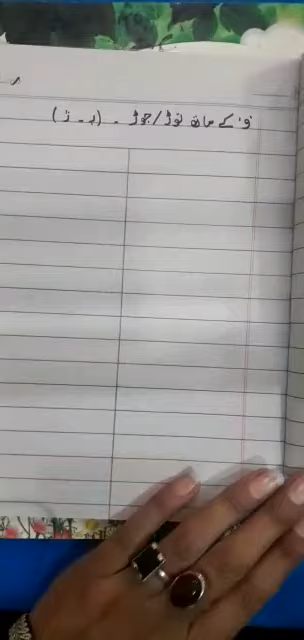 'و' کے ساتھ توڑ/جوڑ ۔ (ب ۔ ژ)